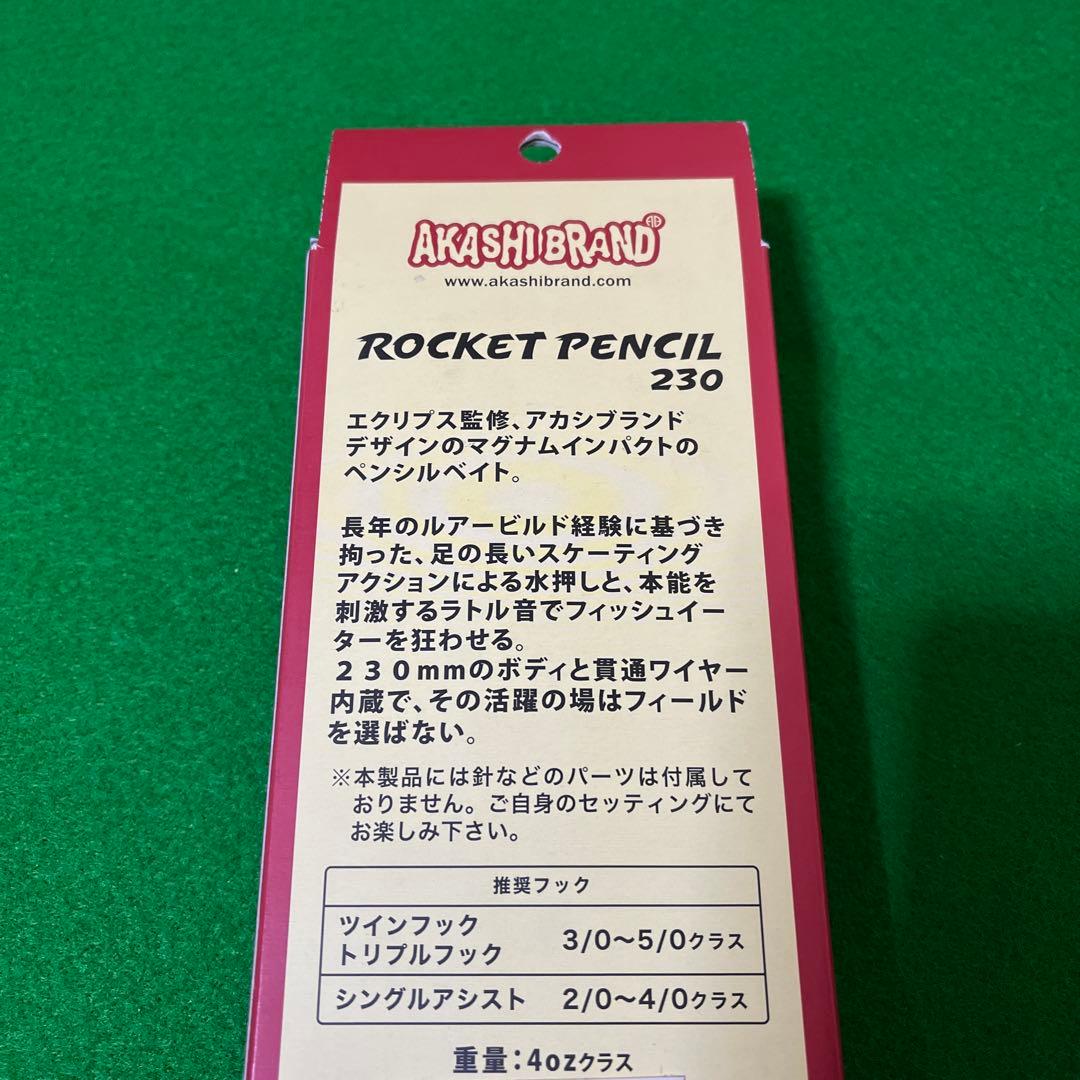 AKASHI BRAND AB
www.akashibrand.com
ROCKET PENCIL
230
エクリプス監修、アカシブランド
デザインのマグナムインパクトの
ペンシルベイト。
長年のルアービルド経験に基づき
拘った、足の長いスケーティング
アクションによる水押しと、本能を
刺激するラトル音でフィッシュイー
ターを狂わせる。
２３０mmのボディと貫通ワイヤー
内蔵で、その活躍の場はフィールド
を選ばない。
※本製品には針などのパーツは付属して
おりません。ご自身のセッティングにて
お楽しみ下さい。
推奨フック
ツインフック
トリプルフック 3/0〜5/0クラス
シングルアシスト 2/0〜4/0クラス
重量：4ozクラス